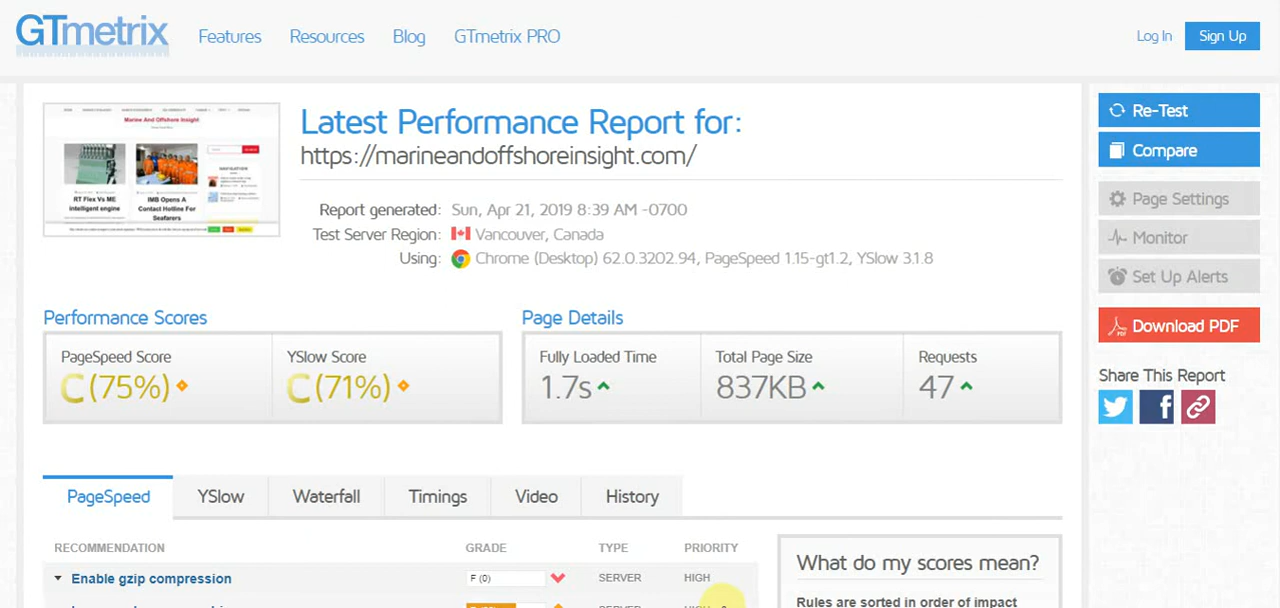 GTmetrix
Features Resources Blog GTmetrix PRO
Log In Sign Up
Marine And Offshore Insight
RT Flex Vs ME intelligent engine
IMB Opens A Contact Hotline For Seafarers
Latest Performance Report for:
https://marineandoffshoreinsight.com/
Report generated: Sun, Apr 21, 2019 8:39 AM -0700
Test Server Region: Vancouver, Canada
Using: Chrome (Desktop) 62.0.3202.94, PageSpeed 1.15-gt1.2, YSlow 3.1.8
Re-Test
Compare
Page Settings
Monitor
Set Up Alerts
Download PDF
Share This Report
Performance Scores
PageSpeed Score YSlow Score
C (75%) C (71%)
Page Details
Fully Loaded Time Total Page Size Requests
1.7s 837KB 47
PageSpeed YSlow Waterfall Timings Video History
RECOMMENDATION GRADE TYPE PRIORITY
Enable gzip compression F (0) SERVER HIGH
What do my scores mean?
Rules are sorted in order of impact